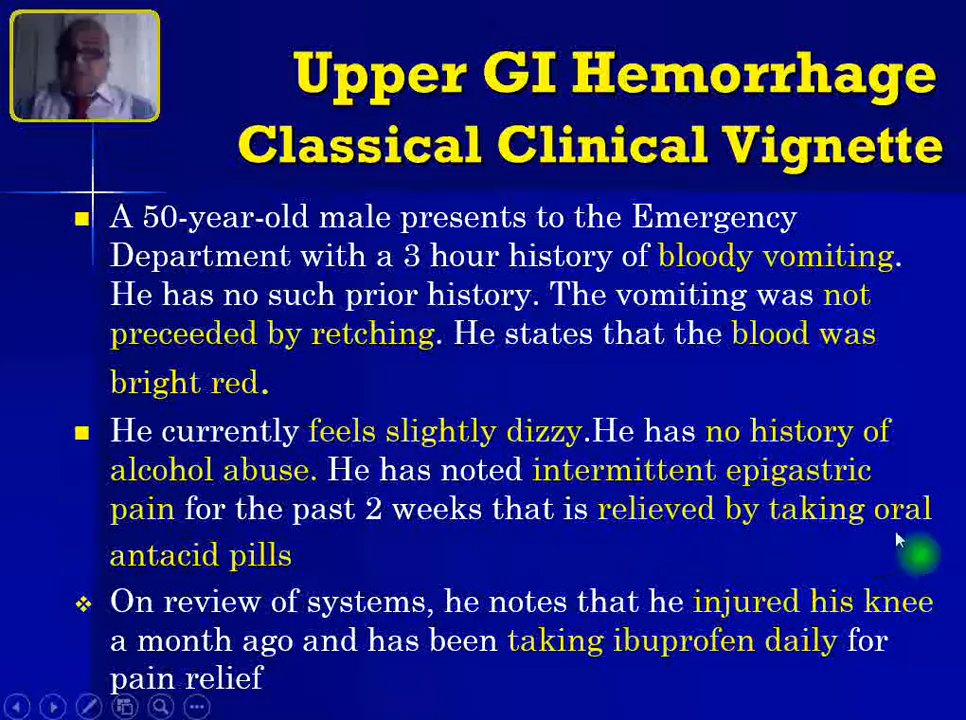 Upper GI Hemorrhage
Classical Clinical Vignette
A 50-year-old male presents to the Emergency
Department with a 3 hour history of bloody vomiting.
He has no such prior history. The vomiting was not
preceeded by retching. He states that the blood was
bright red.
He currently feels slightly dizzy.He has no history of
alcohol abuse. He has noted intermittent epigastric
pain for the past 2 weeks that is relieved by taking oral
antacid pills
On review of systems, he notes that he injured his knee
a month ago and has been taking ibuprofen daily for
pain relief